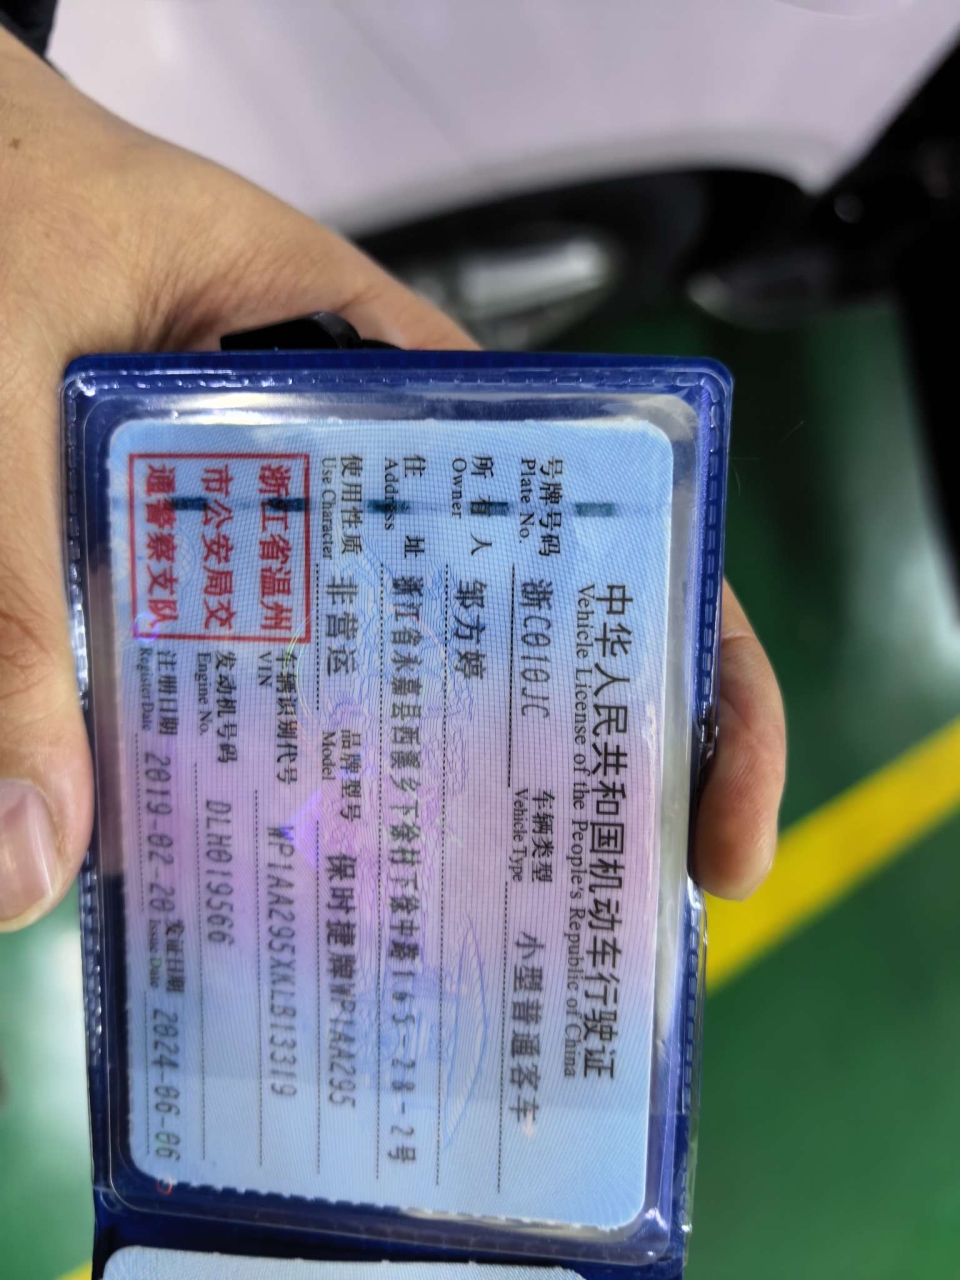 中华人民共和国机动车行驶证
Vehicle License of the People's Republic of China
号牌号码 浙C010JC 车辆类型 小型普通客车
Plate No. Vehicle Type
所有人 邹方婷
Owner
住址 浙江省永嘉县西溪乡下徐村下徐中路165-28-2号
Address
使用性质 非营运 品牌型号 保时捷牌WP1AA295
Use Character Model
浙江省温州
市公安局交
通警察支队
车辆识别代号 WP1AA295XKLB13319
VIN
发动机号码 DLH019566
Engine No.
注册日期 2019-02-20 发证日期 2024-06-06
Register Date Issue Date